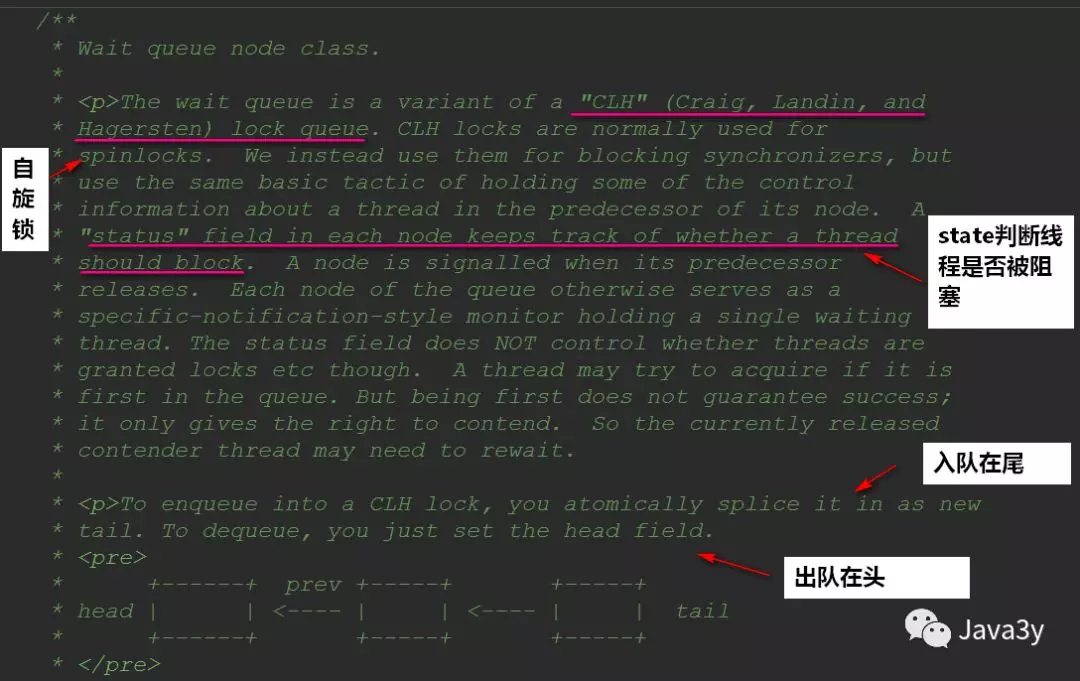 /**
* Wait queue node class.
*
* <p>The wait queue is a variant of a "CLH" (Craig, Landin, and
* Hagersten) lock queue. CLH locks are normally used for
* spinlocks.  We instead use them for blocking synchronizers, but
* use the same basic tactic of holding some of the control
* information about a thread in the predecessor of its node.  A
* "status" field in each node keeps track of whether a thread
* should block.  A node is signalled when its predecessor
* releases.  Each node of the queue otherwise serves as a
* specific-notification-style monitor holding a single waiting
* thread. The status field does NOT control whether threads are
* granted locks etc though.  A thread may try to acquire if it is
* first in the queue. But being first does not guarantee success;
* it only gives the right to contend.  So the currently released
* contender thread may need to rewait.
*
* <p>To enqueue into a CLH lock, you atomically splice it in as new
* tail. To dequeue, you just set the head field.
* <pre>
*      +------+  prev +-----+       +-----+
* head |      | <---- |     | <---- |     |  tail
*      +------+       +-----+       +-----+
* </pre>
自
旋
锁
state判断线
程是否被阻
塞
入队在尾
出队在头
Java3y